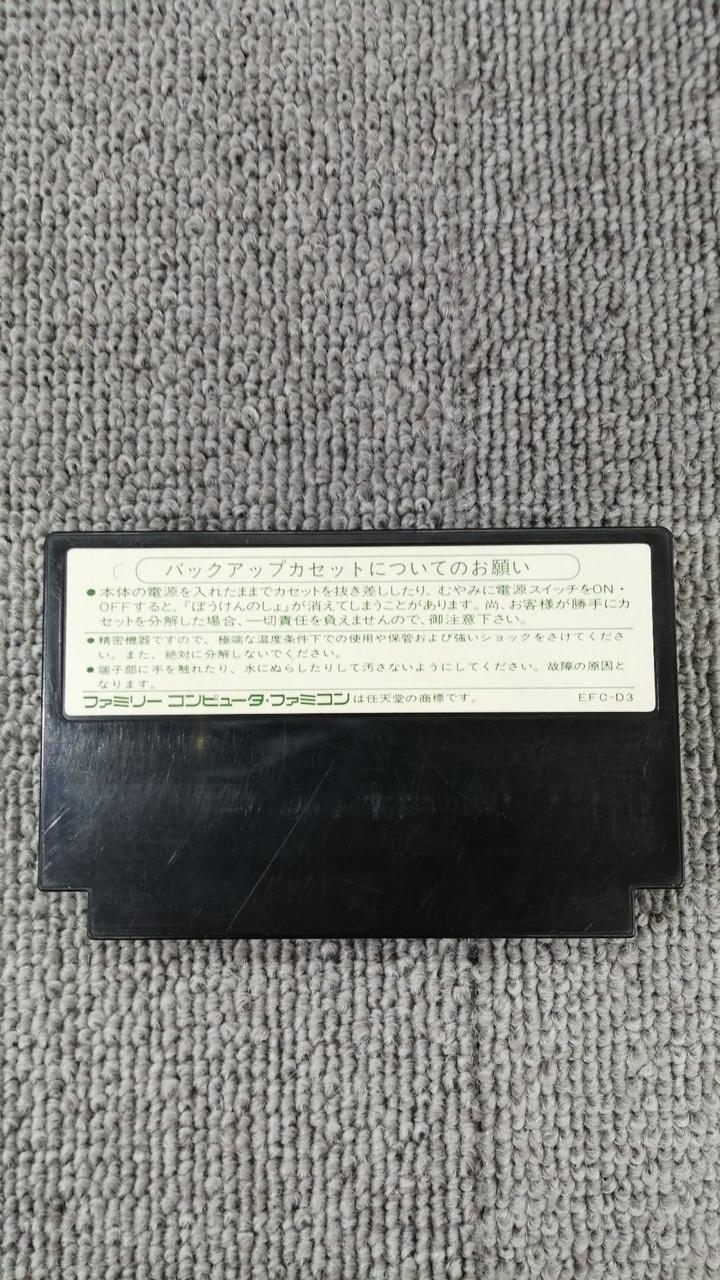 バックアップカセットについてのお願い
●本体の電源を入れたままでカセットを抜き差ししたり、むやみに電源スイッチをON・
OFFすると、『ぼうけんのしょ』が消えてしまうことがあります。尚、お客様が勝手にカ
セットを分解した場合、一切責任を負えませんので、御注意下さい。
●精密機器ですので、極端な温度条件下での使用や保管および強いショックをさけてくださ
い。また、絶対に分解しないでください。
●端子部に手を触れたり、水にぬらしたりして汚さないようにしてください。故障の原因と
なります。
ファミリー コンピュータ・ファミコンは任天堂の商標です。 EFC-D3